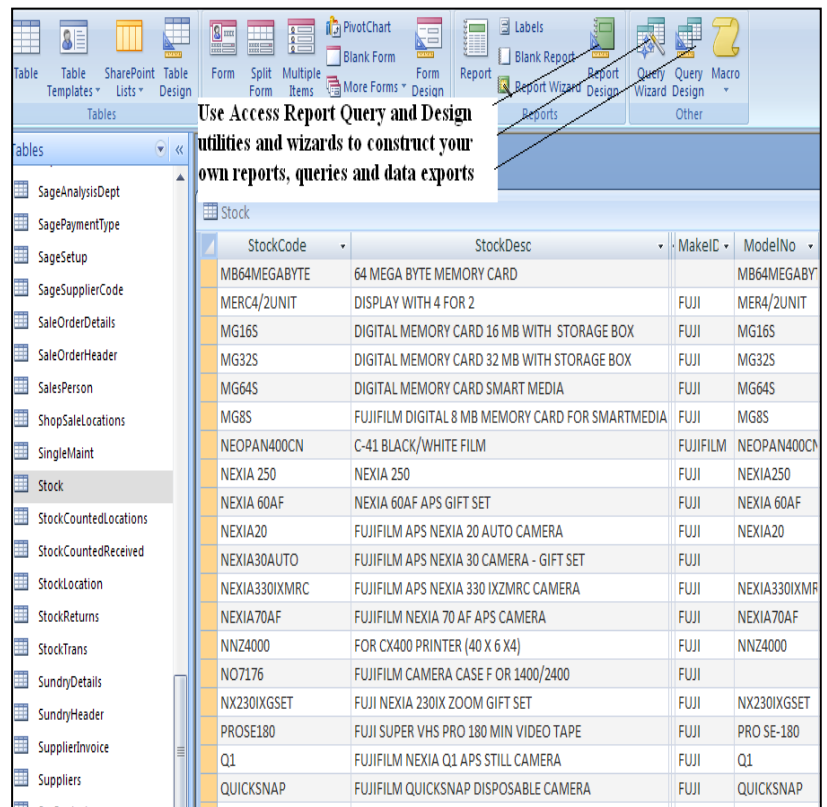 PivotChart Labels
Blank Form Blank Report
Table Table SharePoint Table Form Split Multiple More Forms Form Report Report Wizard Report Query Query Macro
Templates Lists Design Form Items Design Design Wizard Design
Tables Reports Other
Use Access Report Query and Design
utilities and wizards to construct your
own reports, queries and data exports
Tables
SageAnalysisDept
SagePaymentType
SageSetup
SageSupplierCode
SaleOrderDetails
SaleOrderHeader
SalesPerson
ShopSaleLocations
SingleMaint
Stock
StockCountedLocations
StockCountedReceived
StockLocation
StockReturns
StockTrans
SundryDetails
SundryHeader
SupplierInvoice
Suppliers
Stock
StockCode StockDesc MakeID ModelNo
MB64MEGABYTE 64 MEGA BYTE MEMORY CARD MB64MEGABY
MERC4/2UNIT DISPLAY WITH 4 FOR 2 FUJI MER4/2UNIT
MG16S DIGITAL MEMORY CARD 16 MB WITH STORAGE BOX FUJI MG16S
MG32S DIGITAL MEMORY CARD 32 MB WITH STORAGE BOX FUJI MG32S
MG64S DIGITAL MEMORY CARD SMART MEDIA FUJI MG64S
MG8S FUJIFILM DIGITAL 8 MB MEMORY CARD FOR SMARTMEDIA FUJI MG8S
NEOPAN400CN C-41 BLACK/WHITE FILM FUJIFILM NEOPAN400CN
NEXIA 250 NEXIA 250 FUJI NEXIA250
NEXIA 60AF NEXIA 60AF APS GIFT SET FUJI NEXIA 60AF
NEXIA20 FUJIFILM APS NEXIA 20 AUTO CAMERA FUJI NEXIA20
NEXIA30AUTO FUJIFILM APS NEXIA 30 CAMERA - GIFT SET FUJI
NEXIA330IXMRC FUJIFILM APS NEXIA 330 IXZMRC CAMERA FUJI NEXIA330IXMR
NEXIA70AF FUJIFILM NEXIA 70 AF APS CAMERA FUJI NEXIA70AF
NNZ4000 FOR CX400 PRINTER (40 X 6 X4) FUJI NNZ4000
NO7176 FUJIFILM CAMERA CASE F OR 1400/2400 FUJI
NX230IXGSET FUJI NEXIA 230IX ZOOM GIFT SET FUJI NX230IXGSET
PROSE180 FUJI SUPER VHS PRO 180 MIN VIDEO TAPE FUJI PRO SE-180
Q1 FUJIFILM NEXIA Q1 APS STILL CAMERA FUJI Q1
QUICKSNAP FUJIFILM QUICKSNAP DISPOSABLE CAMERA FUJI QUICKSNAP